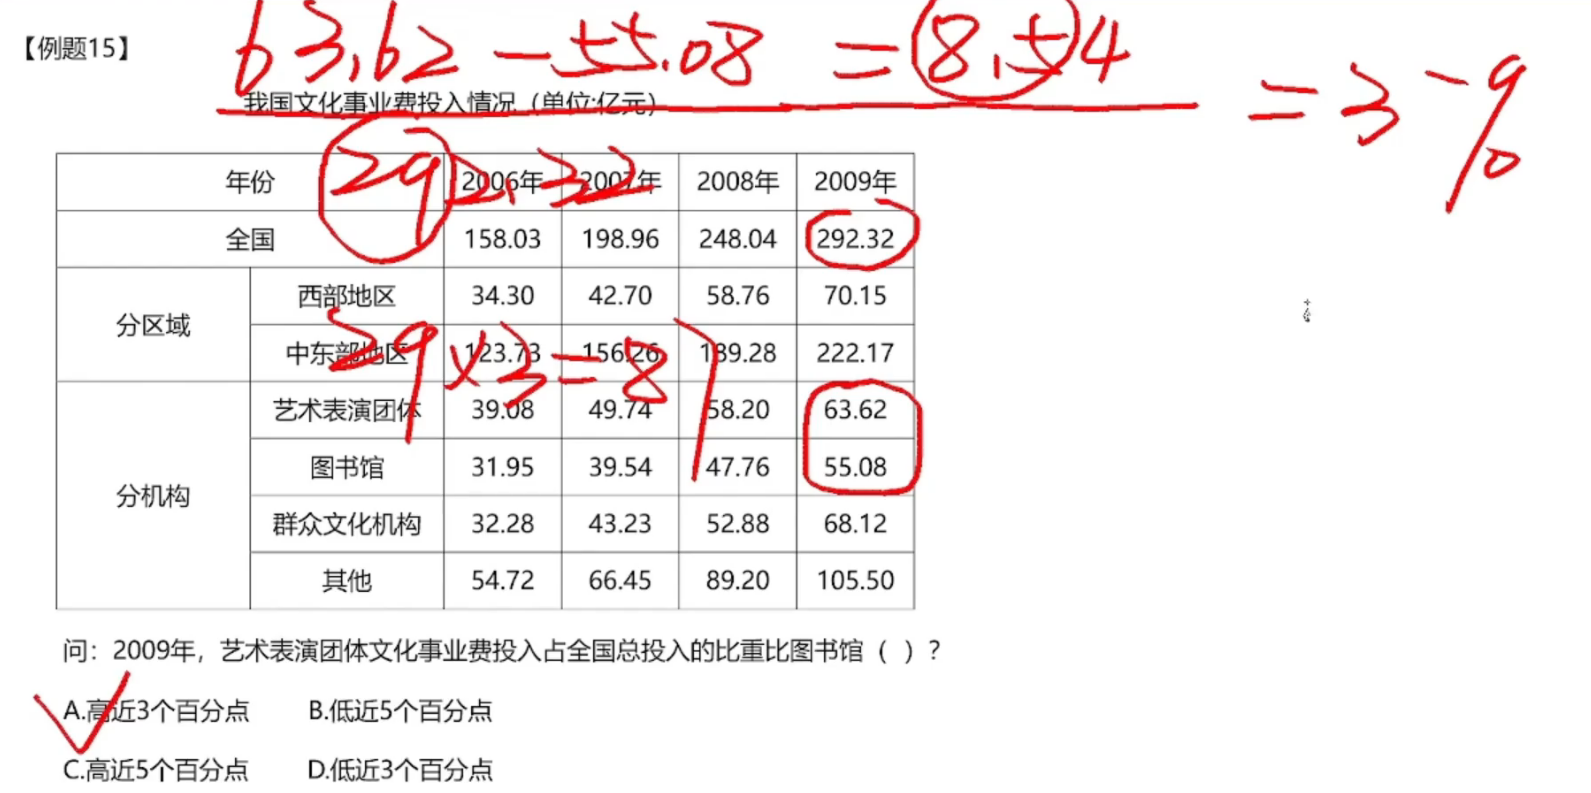 【例题15】
63.62 - 55.08 = 8.54
= 3⁻%
我国文化事业费投入情况（单位:亿元）
292.32
年份 2006年 2007年 2008年 2009年
全国 158.03 198.96 248.04 292.32
分区域
西部地区 34.30 42.70 58.76 70.15
中东部地区 123.73 156.26 189.28 222.17
29×3=87
分机构
艺术表演团体 39.08 49.74 58.20 63.62
图书馆 31.95 39.54 47.76 55.08
群众文化机构 32.28 43.23 52.88 68.12
其他 54.72 66.45 89.20 105.50
问：2009年，艺术表演团体文化事业费投入占全国总投入的比重比图书馆（ ）？
A.高近3个百分点 B.低近5个百分点
C.高近5个百分点 D.低近3个百分点